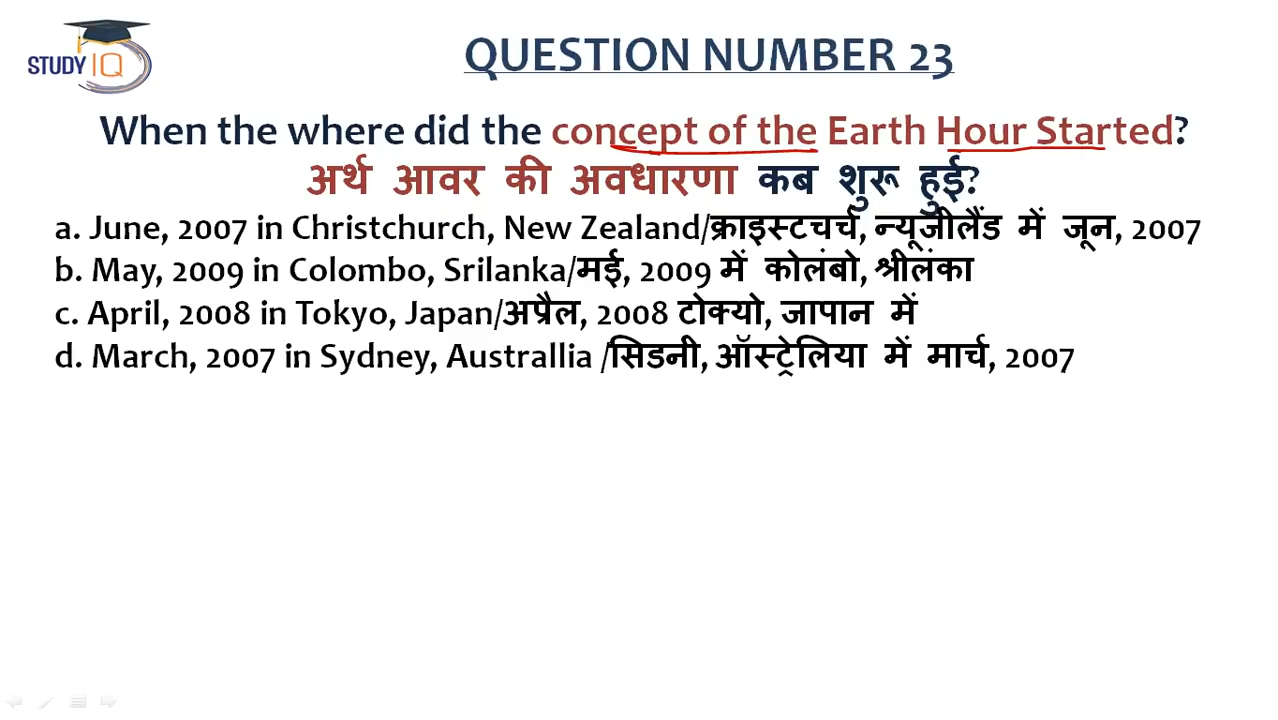 STUDY IQ
QUESTION NUMBER 23
When the where did the concept of the Earth Hour Started?
अर्थ आवर की अवधारणा कब शुरू हुई?
a. June, 2007 in Christchurch, New Zealand/क्राइस्टचर्च, न्यूजीलैंड में जून, 2007
b. May, 2009 in Colombo, Srilanka/मई, 2009 में कोलंबो, श्रीलंका
c. April, 2008 in Tokyo, Japan/अप्रैल, 2008 टोक्यो, जापान में
d. March, 2007 in Sydney, Australlia /सिडनी, ऑस्ट्रेलिया में मार्च, 2007